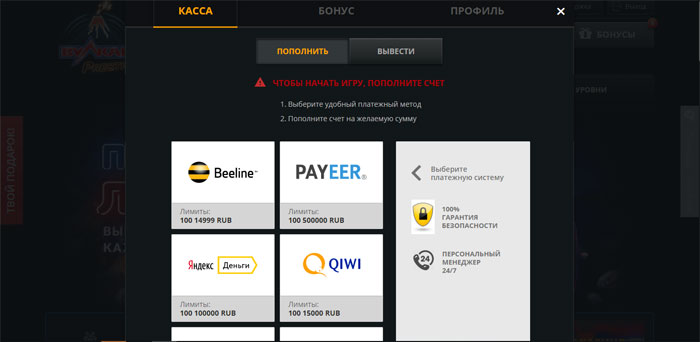 КАССА
БОНУС
ПРОФИЛЬ
ПОПОЛНИТЬ
ВЫВЕСТИ
БОНУСЫ
ЧТОБЫ НАЧАТЬ ИГРУ, ПОПОЛНИТЕ СЧЕТ
1. Выберите удобный платежный метод
2. Пополните счет на желаемую сумму
ТВОЙ ПОДАРОК!
Beeline™
PAYEER®
Лимиты:
100 14999 RUB
Лимиты:
100 500000 RUB
Выберите
платежную систему
100%
ГАРАНТИЯ
БЕЗОПАСНОСТИ
24
ПЕРСОНАЛЬНЫЙ
МЕНЕДЖЕР
24/7
Яндекс Деньги
QIWI
Лимиты:
100 100000 RUB
Лимиты:
100 15000 RUB